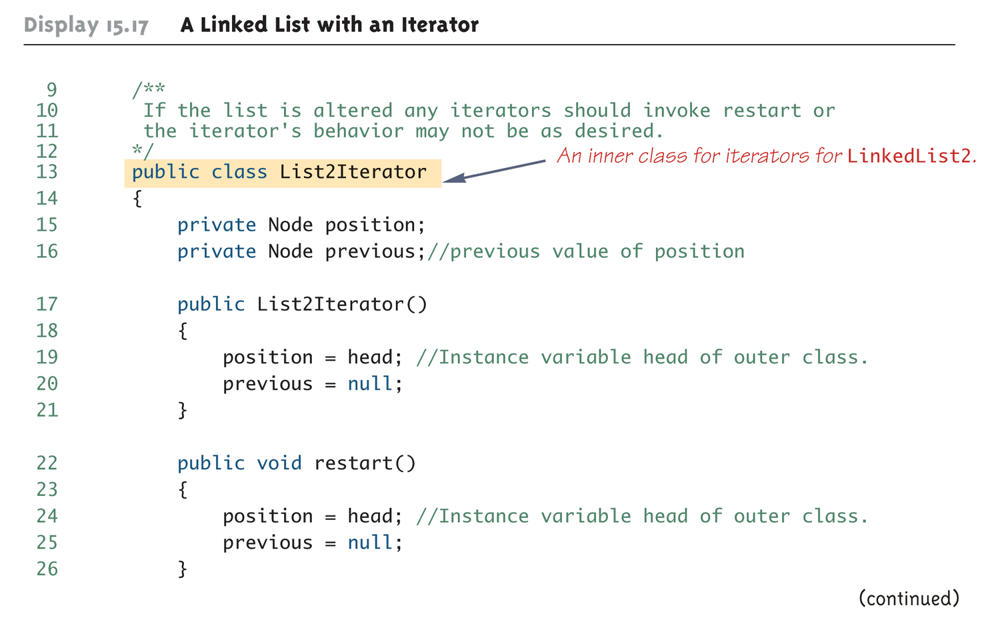 Display 15.17 A Linked List with an Iterator
9 /**
10 If the list is altered any iterators should invoke restart or
11 the iterator's behavior may not be as desired.
12 */
An inner class for iterators for LinkedList2.
13 public class List2Iterator
14 {
15 private Node position;
16 private Node previous;//previous value of position
17 public List2Iterator()
18 {
19 position = head; //Instance variable head of outer class.
20 previous = null;
21 }
22 public void restart()
23 {
24 position = head; //Instance variable head of outer class.
25 previous = null;
26 }
(continued)